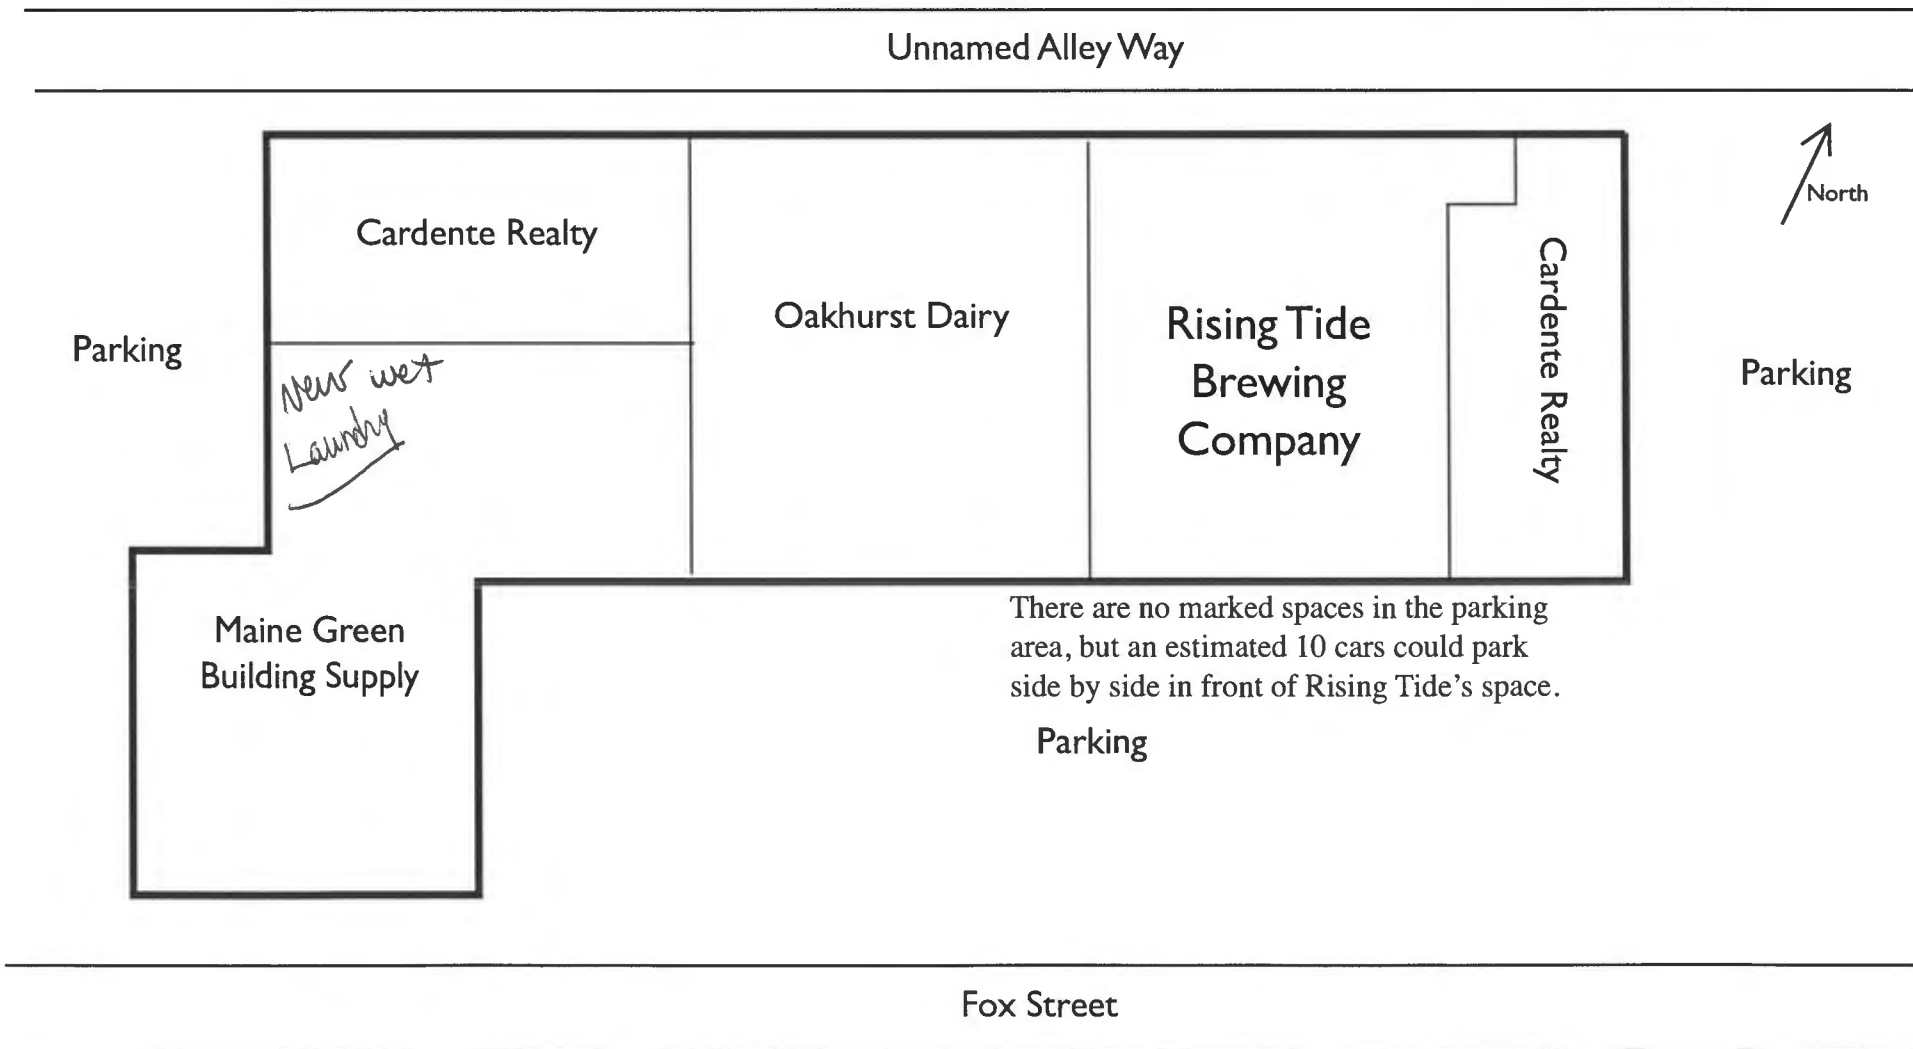 Unnamed Alley Way
North
Cardente Realty
Oakhurst Dairy
Rising Tide
Brewing
Company
Cardente Realty
Parking
Parking
New wet
Laundry
Maine Green
Building Supply
There are no marked spaces in the parking
area, but an estimated 10 cars could park
side by side in front of Rising Tide's space.
Parking
Fox Street